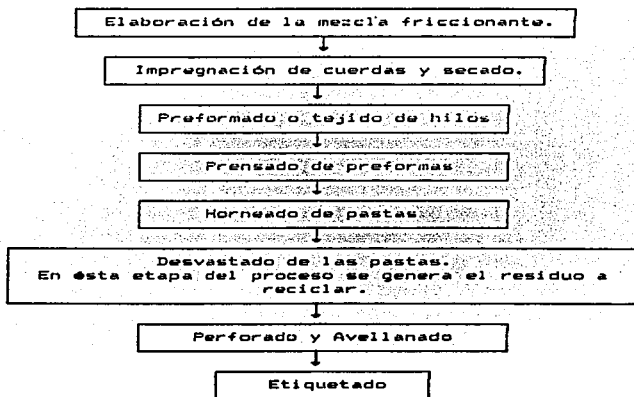 Elaboración de la mezcla friccionante.
Impregnación de cuerdas y secado.
Preformado o tejido de hilos
Prensado de preformas
Horneado de pastas.
Desvastado de las pastas.
En ésta etapa del proceso se genera el residuo a
reciclar.
Perforado y Avellanado
Etiquetado